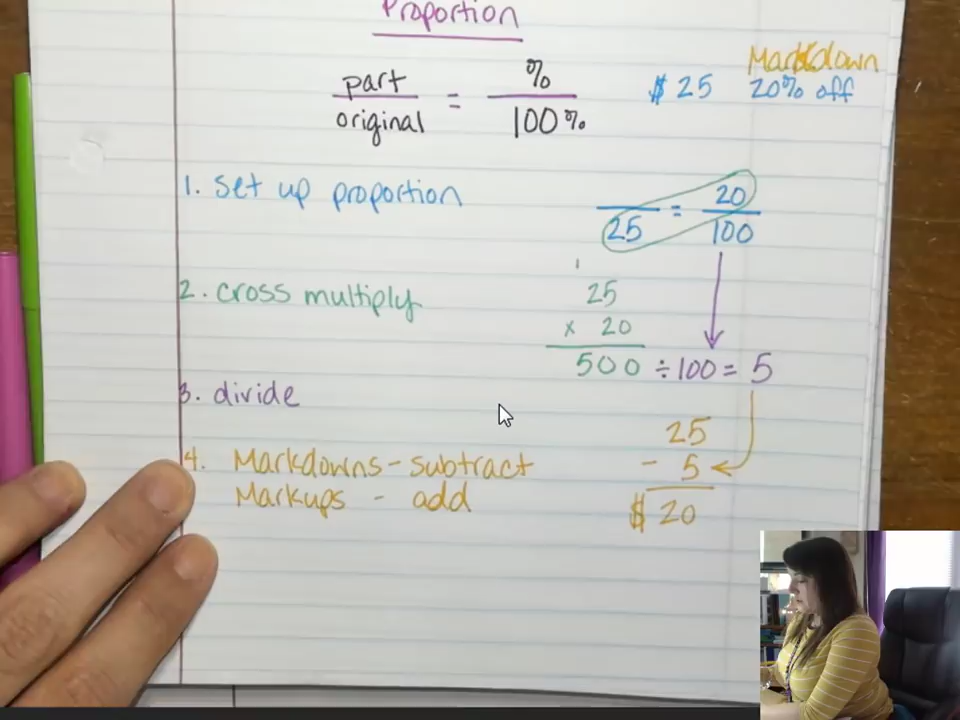 Proportion
part / original = % / 100%
$25 Markdown 20% off
1. set up proportion
/ 25 = 20 / 100
2. cross multiply
1
25
x 20
500 ÷ 100 = 5
3. divide
4. Markdowns - subtract
Markups - add
25
- 5
$ 20